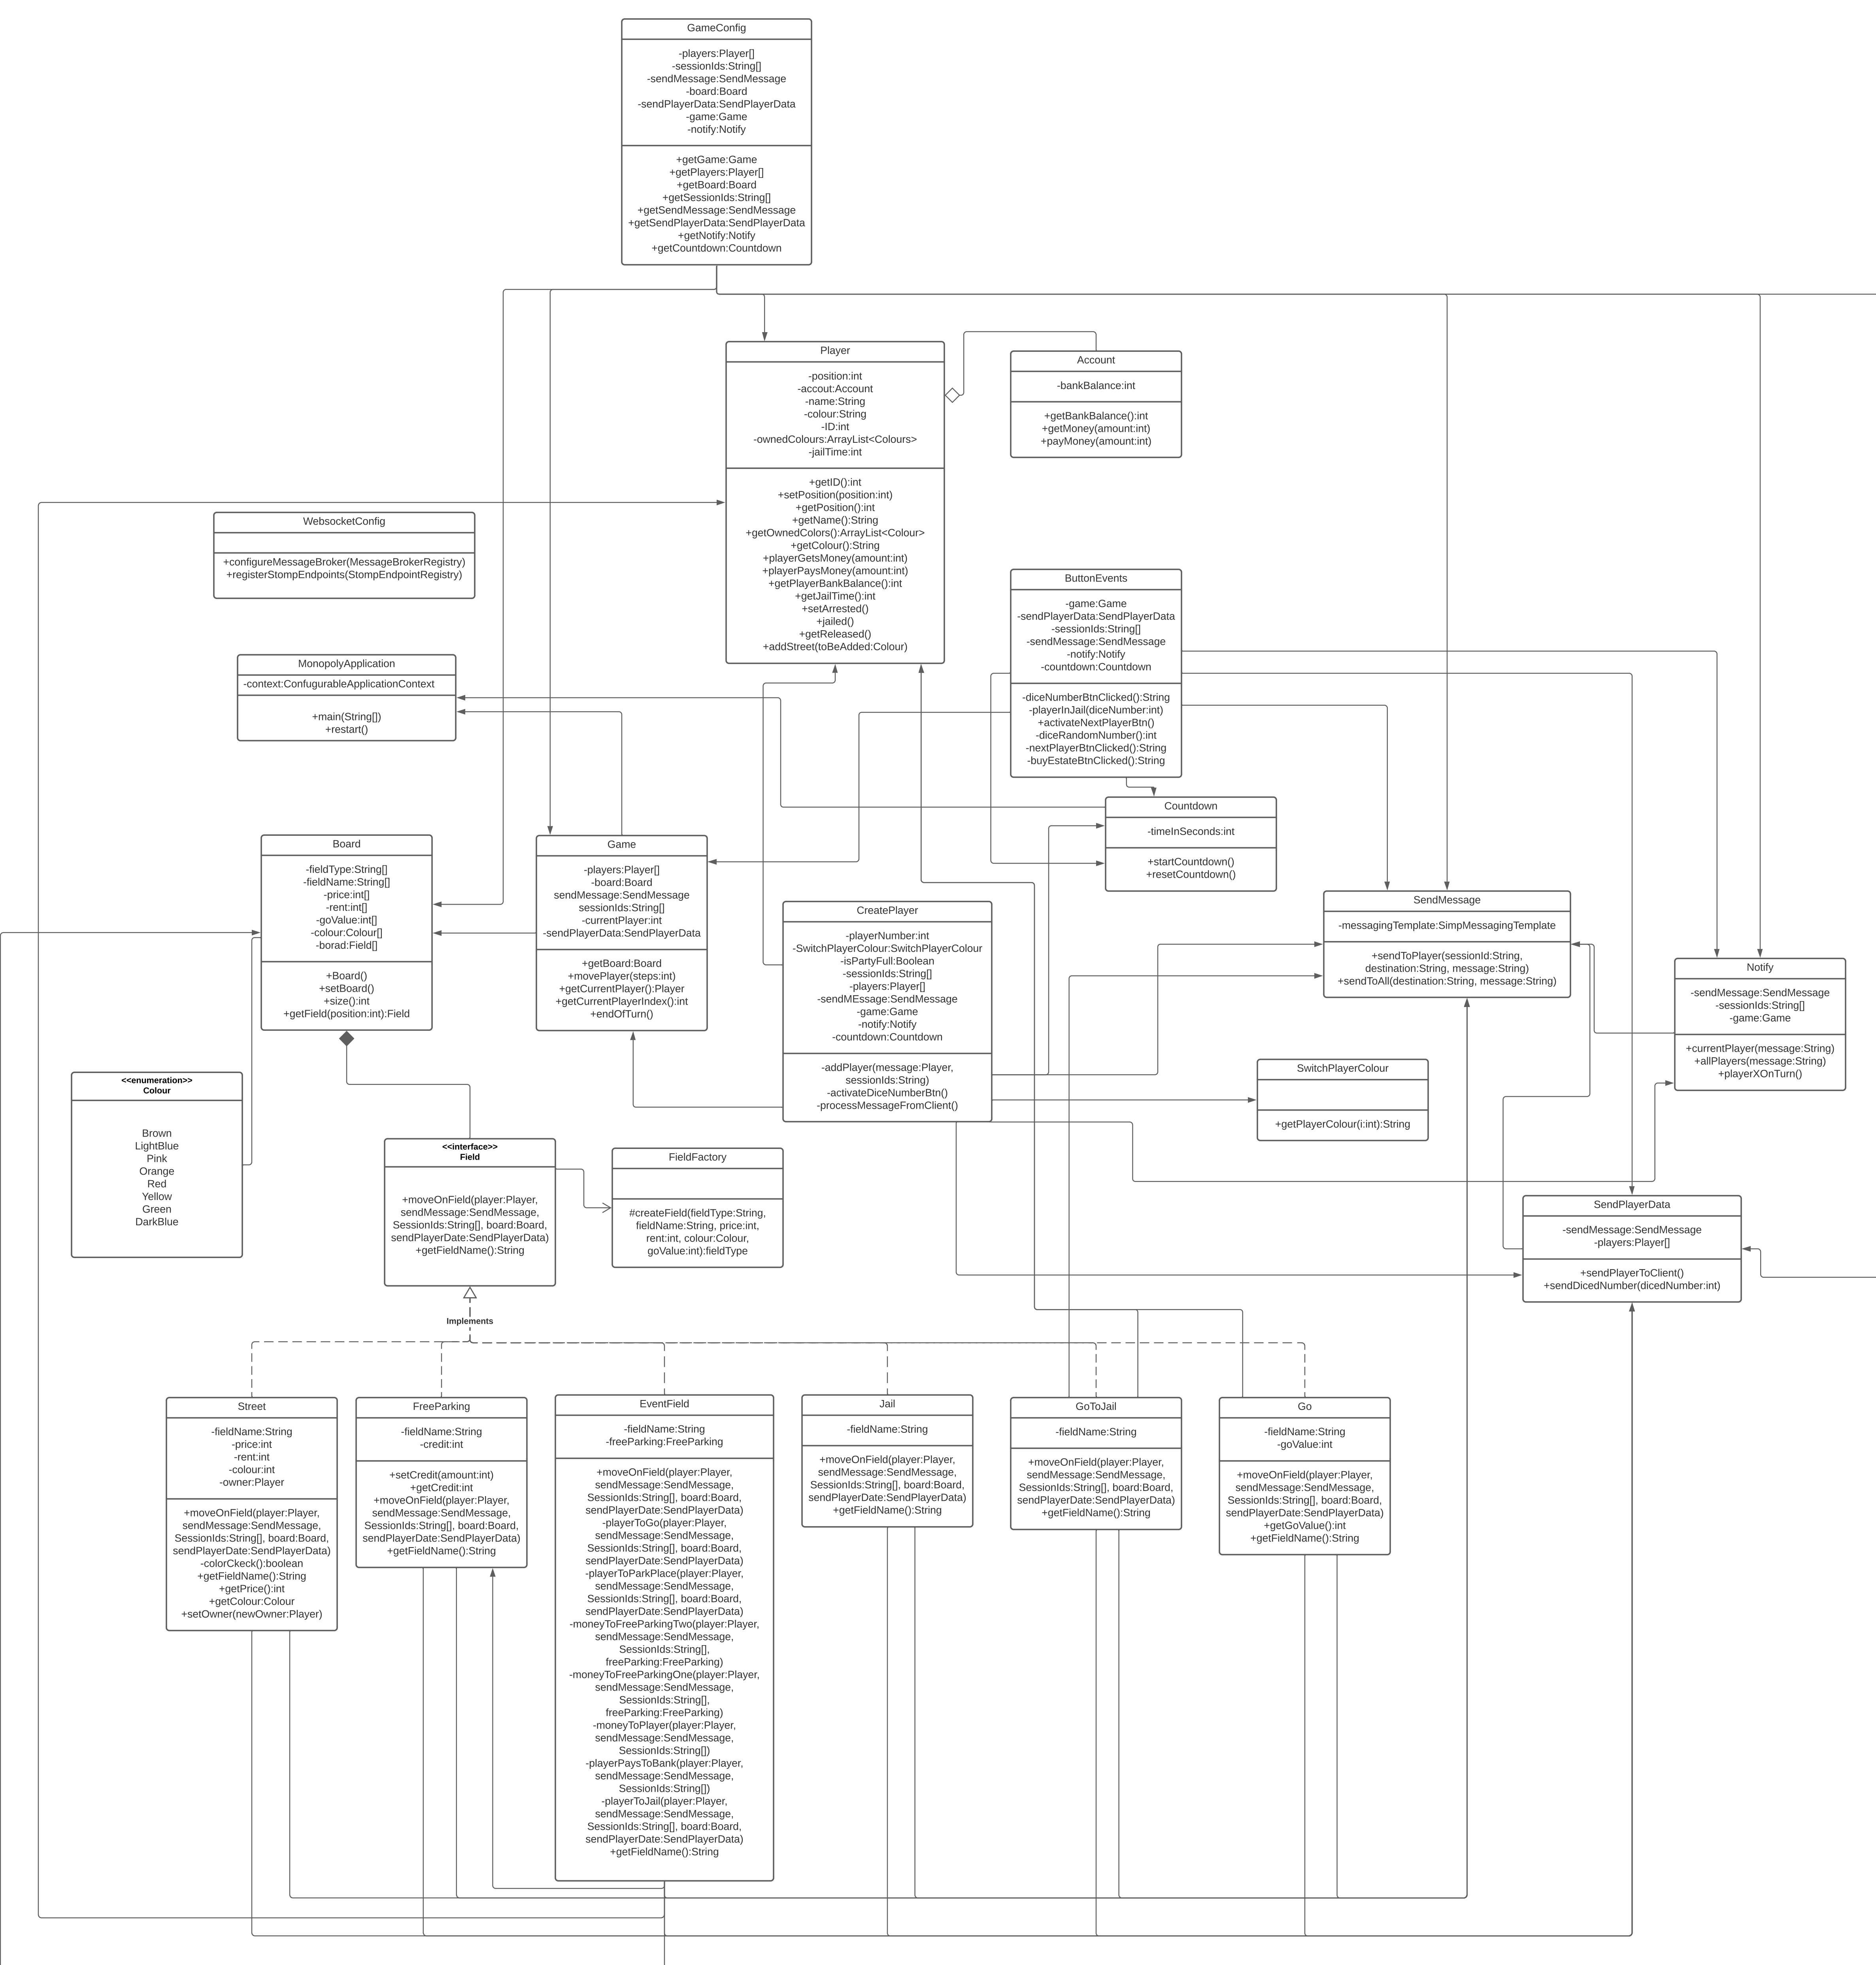 GameConfig
-players:Player[]
-sessionIds:String[]
-sendMessage:SendMessage
-board:Board
-sendPlayerData:SendPlayerData
-game:Game
-notify:Notify
+getGame:Game
+getPlayers:Player[]
+getBoard:Board
+getSessionIds:String[]
+getSendMessage:SendMessage
+getSendPlayerData:SendPlayerData
+getNotify:Notify
+getCountdown:Countdown
Player
-position:int
-accout:Account
-name:String
-colour:String
-ID:int
-ownedColours:ArrayList<Colours>
-jailTime:int
+getID():int
+setPosition(position:int)
+getPosition():int
+getName():String
+getOwnedColors():ArrayList<Colour>
+getColour():String
+playerGetsMoney(amount:int)
+playerPaysMoney(amount:int)
+getPlayerBankBalance():int
+getJailTime():int
+setArrested()
+jailed()
+getReleased()
+addStreet(toBeAdded:Colour)
Account
-bankBalance:int
+getBankBalance():int
+getMoney(amount:int)
+payMoney(amount:int)
WebsocketConfig
+configureMessageBroker(MessageBrokerRegistry)
+registerStompEndpoints(StompEndpointRegistry)
ButtonEvents
-game:Game
-sendPlayerData:SendPlayerData
-sessionIds:String[]
-sendMessage:SendMessage
-notify:Notify
-countdown:Countdown
-diceNumberBtnClicked():String
-playerInJail(diceNumber:int)
+activateNextPlayerBtn()
-diceRandomNumber():int
-nextPlayerBtnClicked():String
-buyEstateBtnClicked():String
MonopolyApplication
-context:ConfugurableApplicationContext
+main(String[])
+restart()
Countdown
-timeInSeconds:int
+startCountdown()
+resetCountdown()
Board
-fieldType:String[]
-fieldName:String[]
-price:int[]
-rent:int[]
-goValue:int[]
-colour:Colour[]
-borad:Field[]
+Board()
+setBoard()
+size():int
+getField(position:int):Field
Game
-players:Player[]
-board:Board
sendMessage:SendMessage
sessionIds:String[]
-currentPlayer:int
-sendPlayerData:SendPlayerData
+getBoard:Board
+movePlayer(steps:int)
+getCurrentPlayer():Player
+getCurrentPlayerIndex():int
+endOfTurn()
CreatePlayer
-playerNumber:int
-SwitchPlayerColour:SwitchPlayerColour
-isPartyFull:Boolean
-sessionIds:String[]
-players:Player[]
-sendMEssage:SendMessage
-game:Game
-notify:Notify
-countdown:Countdown
-addPlayer(message:Player,
sessionIds:String)
-activateDiceNumberBtn()
-processMessageFromClient()
SendMessage
-messagingTemplate:SimpMessagingTemplate
+sendToPlayer(sessionId:String,
destination:String, message:String)
+sendToAll(destination:String, message:String)
Notify
-sendMessage:SendMessage
-sessionIds:String[]
-game:Game
+currentPlayer(message:String)
+allPlayers(message:String)
+playerXOnTurn()
SwitchPlayerColour
+getPlayerColour(i:int):String
<<enumeration>>
Colour
Brown
LightBlue
Pink
Orange
Red
Yellow
Green
DarkBlue
<<interface>>
Field
+moveOnField(player:Player,
sendMessage:SendMessage,
SessionIds:String[], board:Board,
sendPlayerDate:SendPlayerData)
+getFieldName():String
FieldFactory
#createField(fieldType:String,
fieldName:String, price:int,
rent:int, colour:Colour,
goValue:int):fieldType
SendPlayerData
-sendMessage:SendMessage
-players:Player[]
+sendPlayerToClient()
+sendDicedNumber(dicedNumber:int)
Implements
Street
-fieldName:String
-price:int
-rent:int
-colour:int
-owner:Player
+moveOnField(player:Player,
sendMessage:SendMessage,
SessionIds:String[], board:Board,
sendPlayerDate:SendPlayerData)
-colorCkeck():boolean
+getFieldName():String
+getPrice():int
+getColour:Colour
+setOwner(newOwner:Player)
FreeParking
-fieldName:String
-credit:int
+setCredit(amount:int)
+getCredit:int
+moveOnField(player:Player,
sendMessage:SendMessage,
SessionIds:String[], board:Board,
sendPlayerDate:SendPlayerData)
+getFieldName():String
EventField
-fieldName:String
-freeParking:FreeParking
+moveOnField(player:Player,
sendMessage:SendMessage,
SessionIds:String[], board:Board,
sendPlayerDate:SendPlayerData)
-playerToGo(player:Player,
sendMessage:SendMessage,
SessionIds:String[], board:Board,
sendPlayerDate:SendPlayerData)
-playerToParkPlace(player:Player,
sendMessage:SendMessage,
SessionIds:String[], board:Board,
sendPlayerDate:SendPlayerData)
-moneyToFreeParkingTwo(player:Player,
sendMessage:SendMessage,
SessionIds:String[],
freeParking:FreeParking)
-moneyToFreeParkingOne(player:Player,
sendMessage:SendMessage,
SessionIds:String[],
freeParking:FreeParking)
-moneyToPlayer(player:Player,
sendMessage:SendMessage,
SessionIds:String[])
-playerPaysToBank(player:Player,
sendMessage:SendMessage,
SessionIds:String[])
-playerToJail(player:Player,
sendMessage:SendMessage,
SessionIds:String[], board:Board,
sendPlayerDate:SendPlayerData)
+getFieldName():String
Jail
-fieldName:String
+moveOnField(player:Player,
sendMessage:SendMessage,
SessionIds:String[], board:Board,
sendPlayerDate:SendPlayerData)
+getFieldName():String
GoToJail
-fieldName:String
+moveOnField(player:Player,
sendMessage:SendMessage,
SessionIds:String[], board:Board,
sendPlayerDate:SendPlayerData)
+getFieldName():String
Go
-fieldName:String
-goValue:int
+moveOnField(player:Player,
sendMessage:SendMessage,
SessionIds:String[], board:Board,
sendPlayerDate:SendPlayerData)
+getGoValue():int
+getFieldName():String